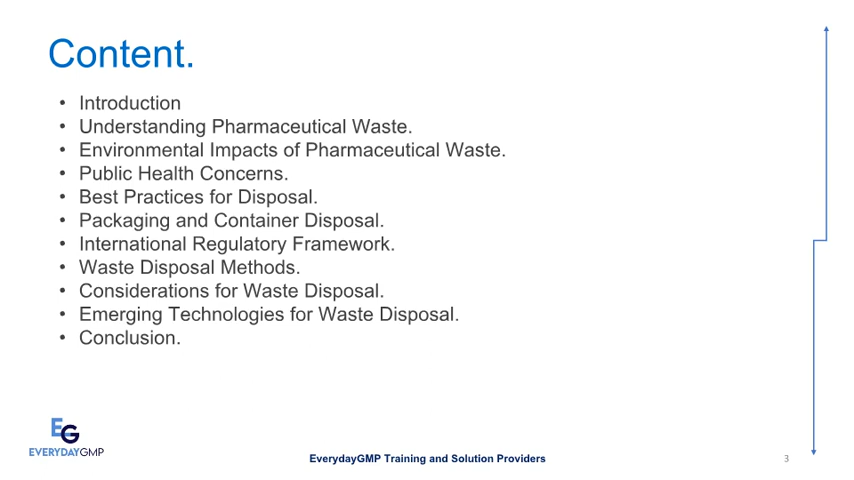 Content.
• Introduction
• Understanding Pharmaceutical Waste.
• Environmental Impacts of Pharmaceutical Waste.
• Public Health Concerns.
• Best Practices for Disposal.
• Packaging and Container Disposal.
• International Regulatory Framework.
• Waste Disposal Methods.
• Considerations for Waste Disposal.
• Emerging Technologies for Waste Disposal.
• Conclusion.
EG
EVERYDAYGMP
EverydayGMP Training and Solution Providers
3